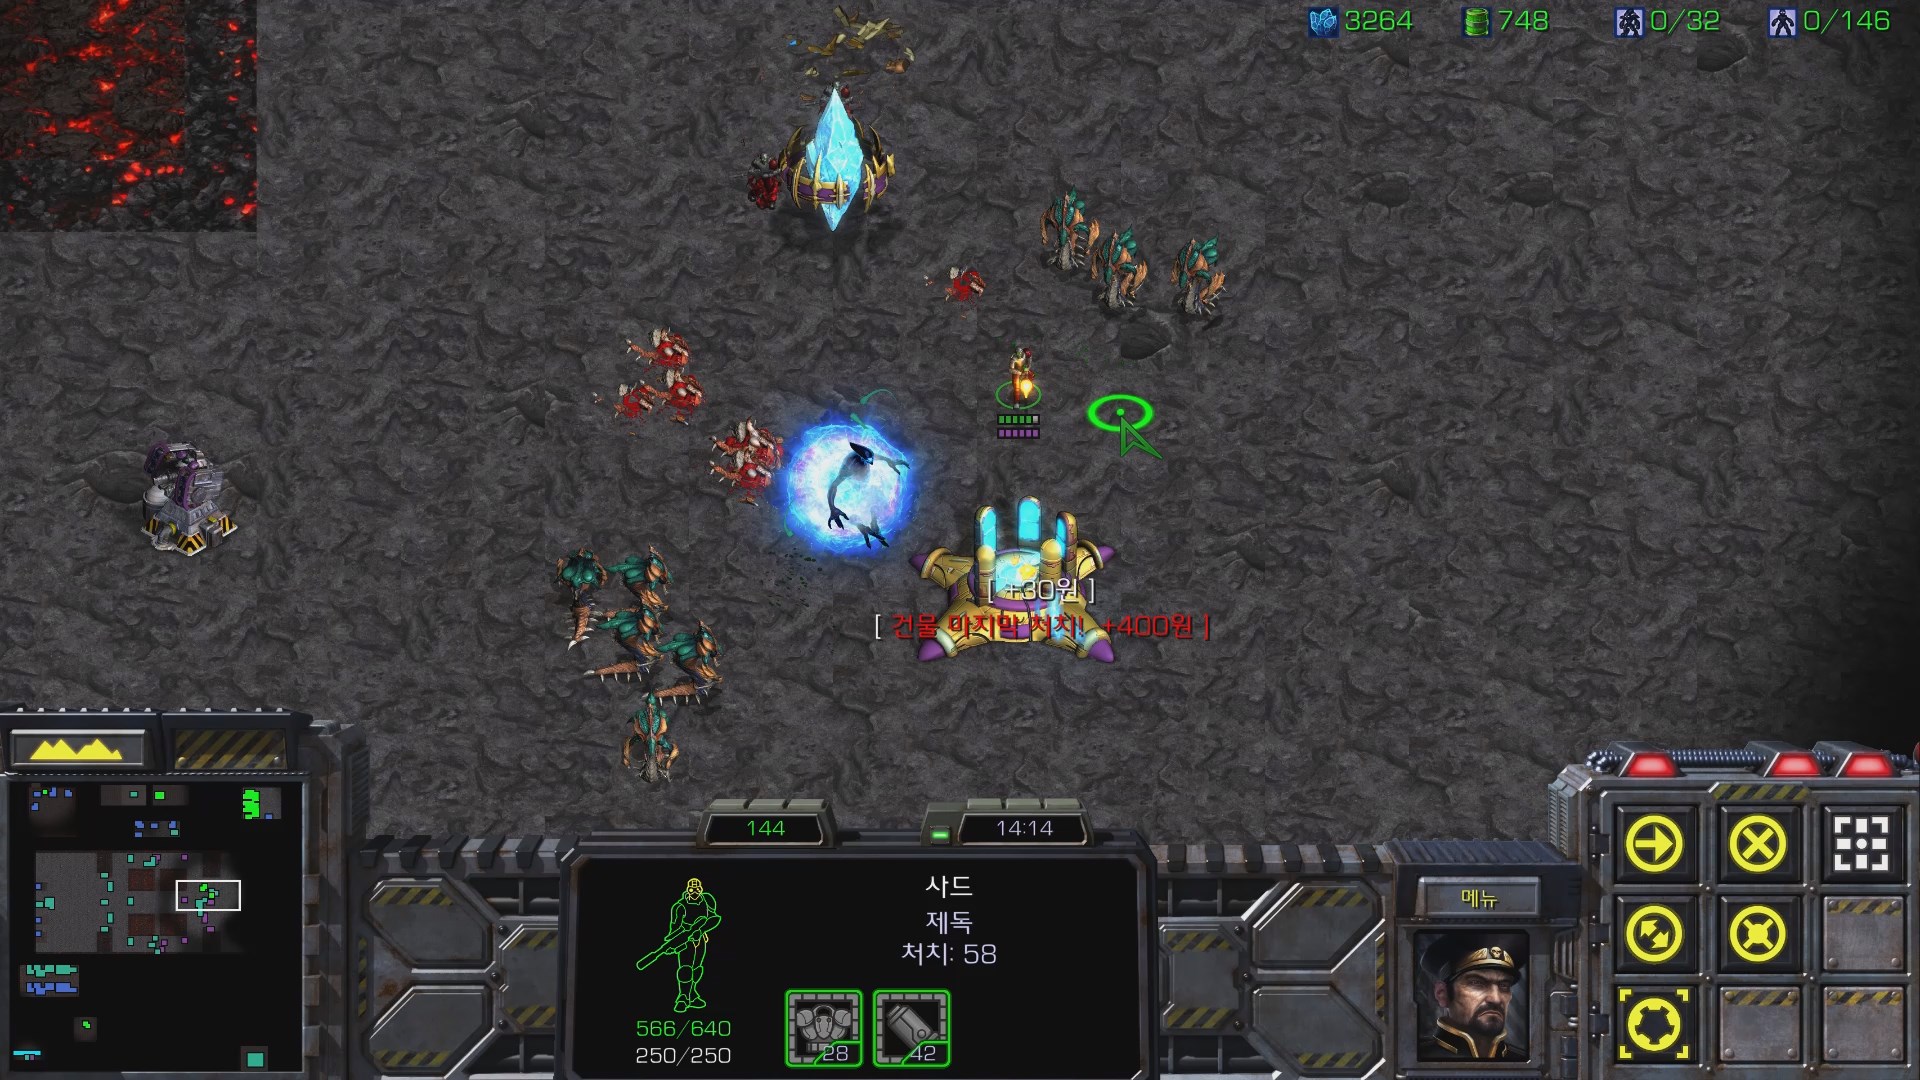 3264 748 0/32 0/146
[ +30원 ]
[ 건물 마지막 처치! +400원 ]
144 14:14
샤드
제독
처치: 58
메뉴
566/640
250/250
28 42